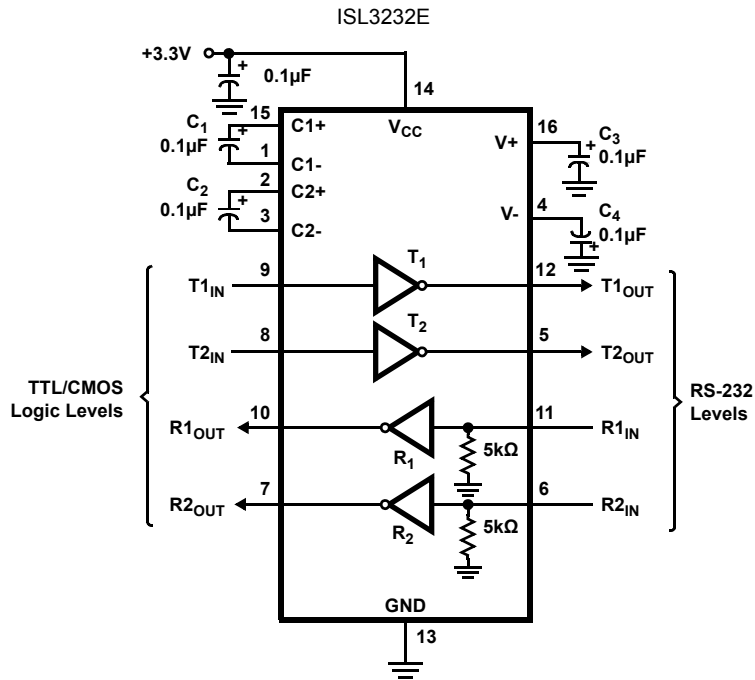 ISL3232E
+3.3V
+
0.1µF
14
15
C1+
VCC
16
C1
0.1µF
+
1
C1-
V+
+
C3
0.1µF
2
C2+
C2
0.1µF
+
3
C2-
4
V-
C4
0.1µF
+
T1IN
9
T1
12
T1OUT
T2IN
8
T2
5
T2OUT
TTL/CMOS
Logic Levels
RS-232
Levels
R1OUT
10
R1
11
R1IN
5kΩ
R2OUT
7
R2
6
R2IN
5kΩ
GND
13